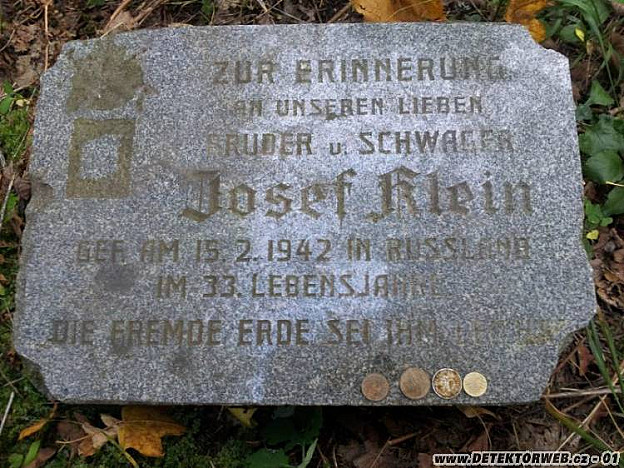 ZUR ERINNERUNG
AN UNSEREN LIEBEN
BRUDER u. SCHWAGER
Josef Klein
GEF. AM 15. 2. 1942 IN RUSSLAND
IM 33. LEBENSJAHRE
DIE FREMDE ERDE SEI IHM LEICHT
www.DETEKTORWEB.cz - 01